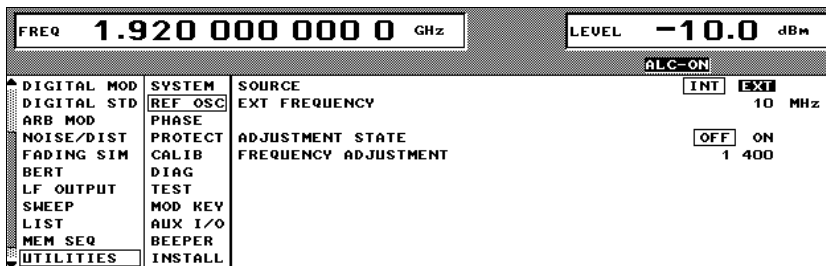 FREQ 1.920 000 000 0 GHz LEVEL -10.0 dBm
ALC-ON
DIGITAL MOD SYSTEM SOURCE INT EXT
DIGITAL STD REF OSC EXT FREQUENCY 10 MHz
ARB MOD PHASE
NOISE/DIST PROTECT ADJUSTMENT STATE OFF ON
FADING SIM CALIB FREQUENCY ADJUSTMENT 1 400
BERT DIAG
LF OUTPUT TEST
SWEEP MOD KEY
LIST AUX I/O
MEM SEQ BEEPER
UTILITIES INSTALL